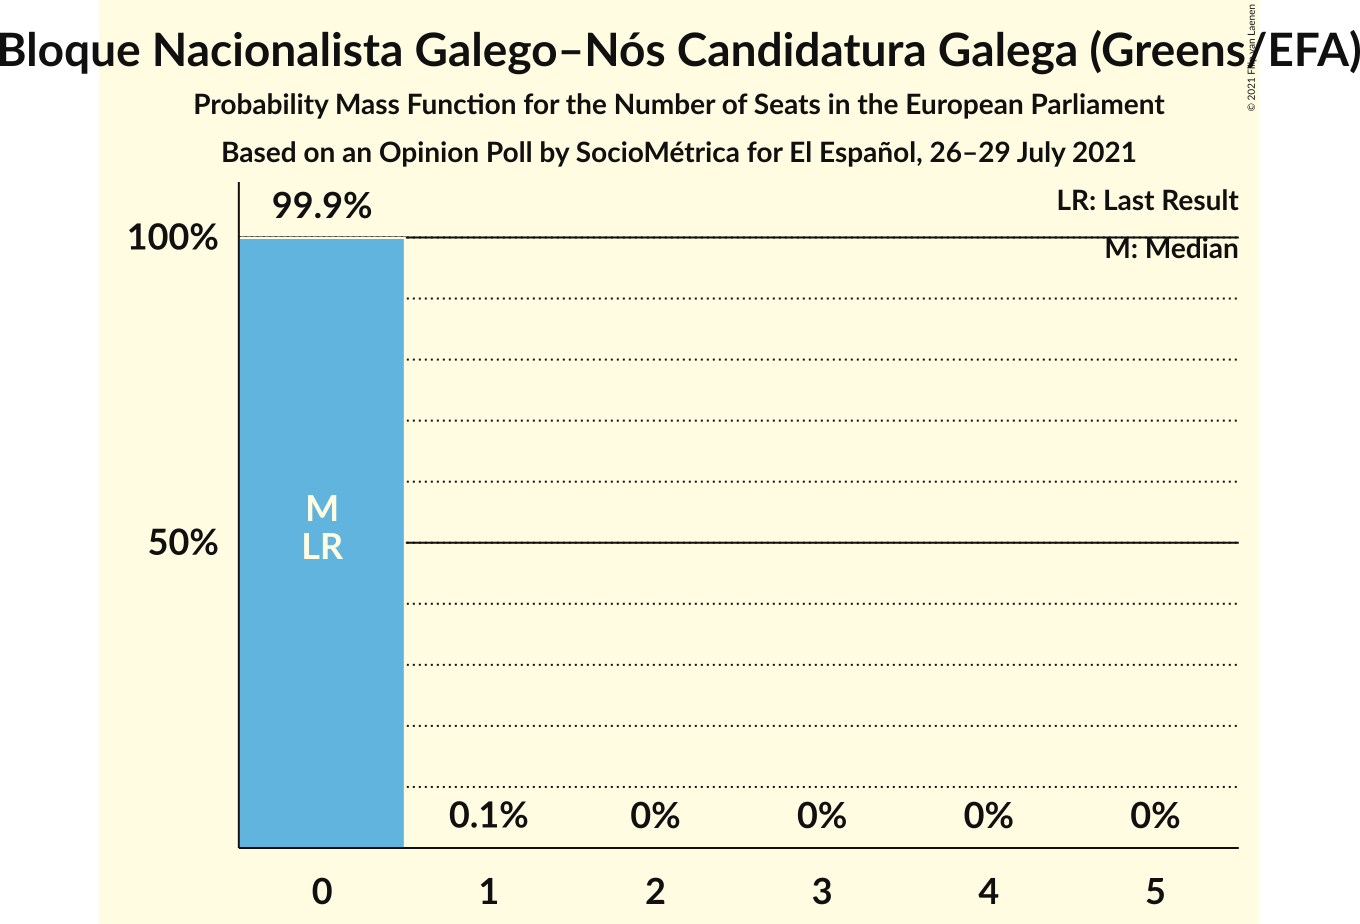 Bloque Nacionalista Galego–Nós Candidatura Galega (Greens/EFA)
© 2021 Filip van Laenen
Probability Mass Function for the Number of Seats in the European Parliament
Based on an Opinion Poll by SocioMétrica for El Español, 26–29 July 2021
LR: Last Result
M: Median
99.9%
100%
M
LR
50%
0.1% 0% 0% 0% 0%
0 1 2 3 4 5